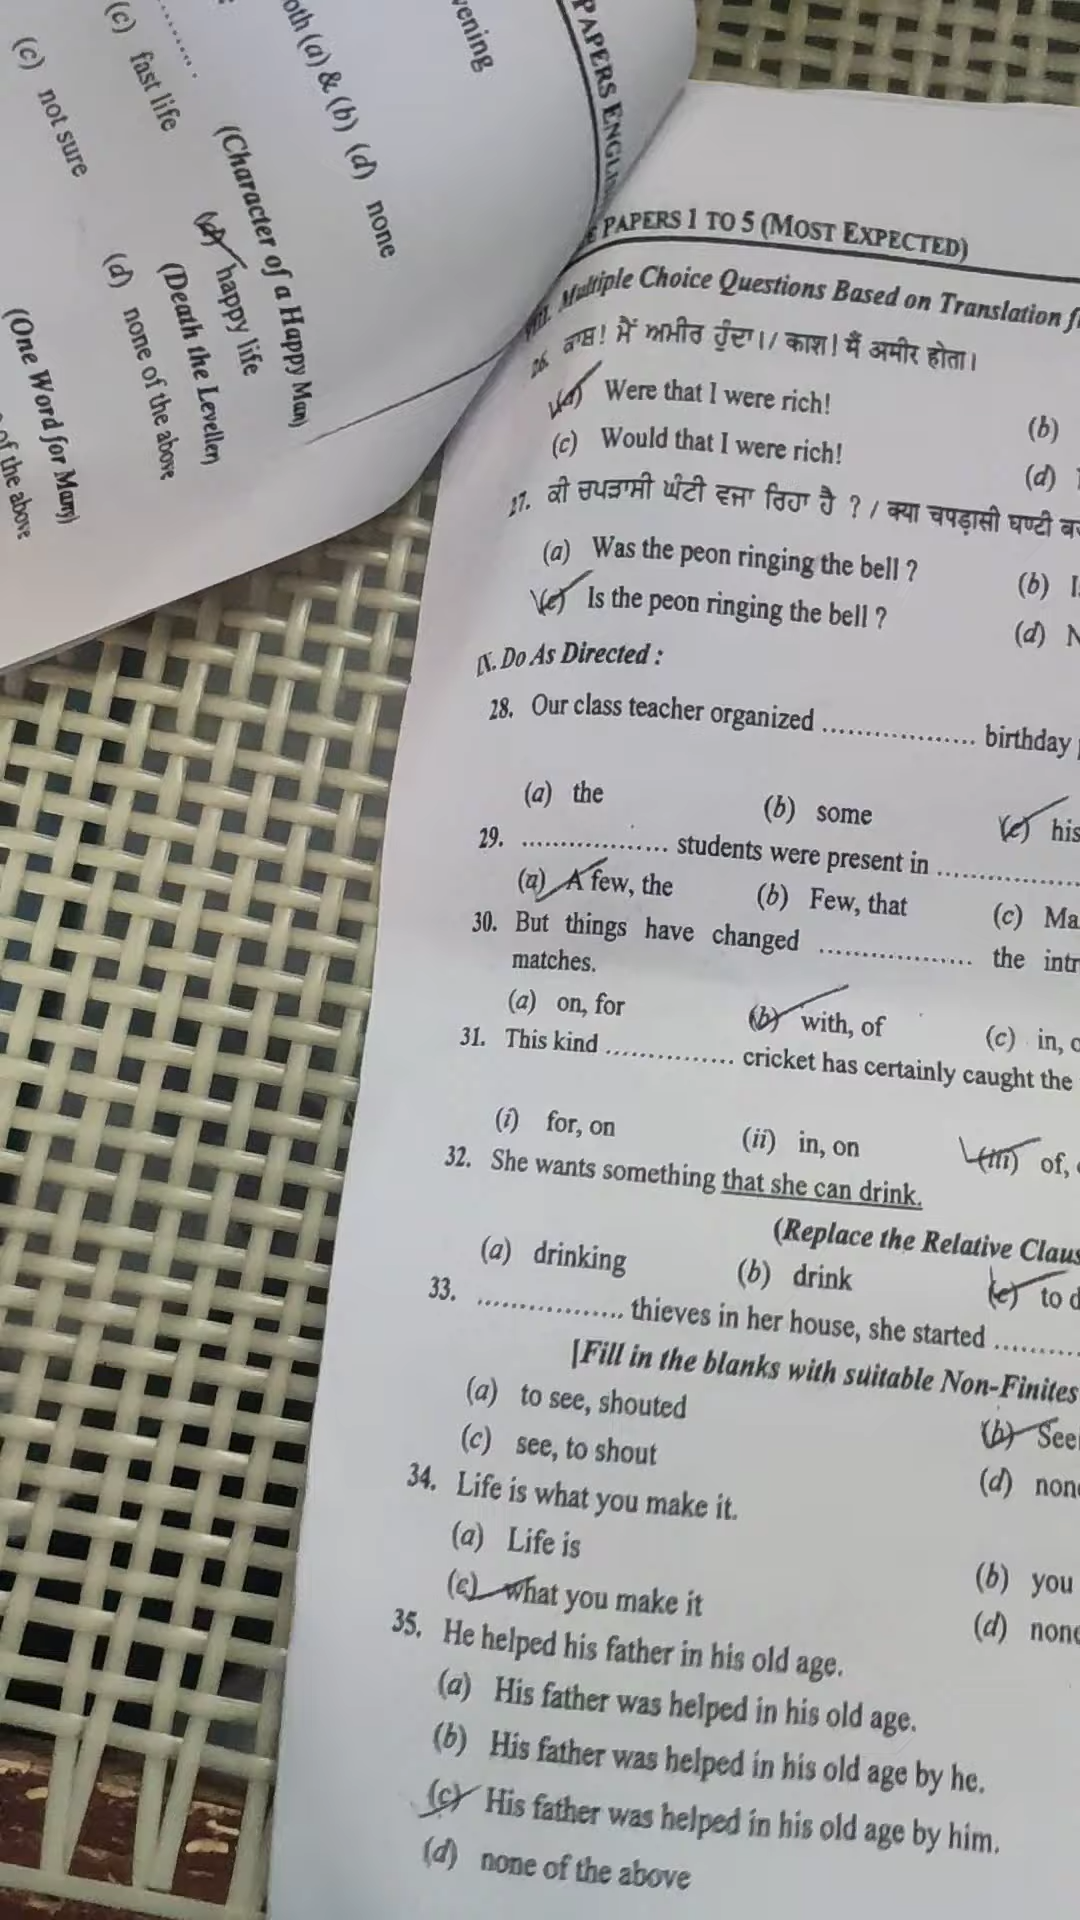 vening
oth (a) & (b) (d) none
(Character of a Happy Man)
(c) fast life
(d) happy life
(Death the Leveller)
(c) not sure
(d) none of the above
(One Word for Many)
of the above
PAPERS ENGLI
PAPERS 1 TO 5 (MOST EXPECTED)
Multiple Choice Questions Based on Translation f
26. ਕਾਸ਼! ਮੈਂ ਅਮੀਰ ਹੁੰਦਾ।/ काश! मैं अमीर होता।
(a) Were that I were rich!
(b)
(c) Would that I were rich!
(d)
27. ਕੀ ਚਪੜਾਸੀ ਘੰਟੀ ਵਜਾ ਰਿਹਾ ਹੈ ? / क्या चपड़ासी घण्टी
(a) Was the peon ringing the bell ?
(b) I
(c) Is the peon ringing the bell ?
(d) N
IX. Do As Directed :
28. Our class teacher organized .................. birthday
(a) the (b) some (c) his
29. .................. students were present in ..................
(a) A few, the (b) Few, that (c) Ma
30. But things have changed .................. the intr
matches.
(a) on, for (b) with, of (c) in,
31. This kind ............... cricket has certainly caught the
(i) for, on (ii) in, on (iii) of,
32. She wants something that she can drink.
(Replace the Relative Claus
(a) drinking (b) drink (c) to d
33. .................. thieves in her house, she started ...........
[Fill in the blanks with suitable Non-Finites
(a) to see, shouted
(b) See
(c) see, to shout
(d) non
34. Life is what you make it.
(a) Life is
(b) you
(c) what you make it
(d) none
35. He helped his father in his old age.
(a) His father was helped in his old age.
(b) His father was helped in his old age by he.
(c) His father was helped in his old age by him.
(d) none of the above